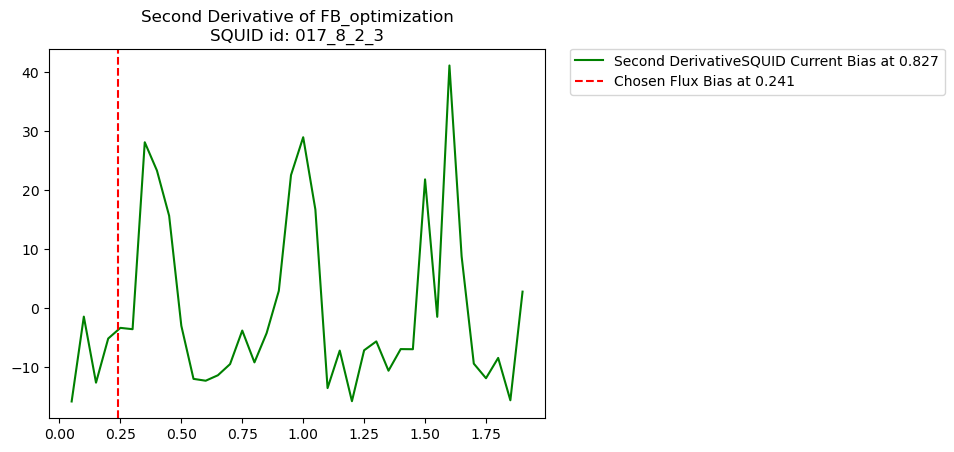 Second Derivative of FB_optimization
SQUID id: 017_8_2_3
Second DerivativeSQUID Current Bias at 0.827
Chosen Flux Bias at 0.241
40
30
20
10
0
−10
0.00 0.25 0.50 0.75 1.00 1.25 1.50 1.75